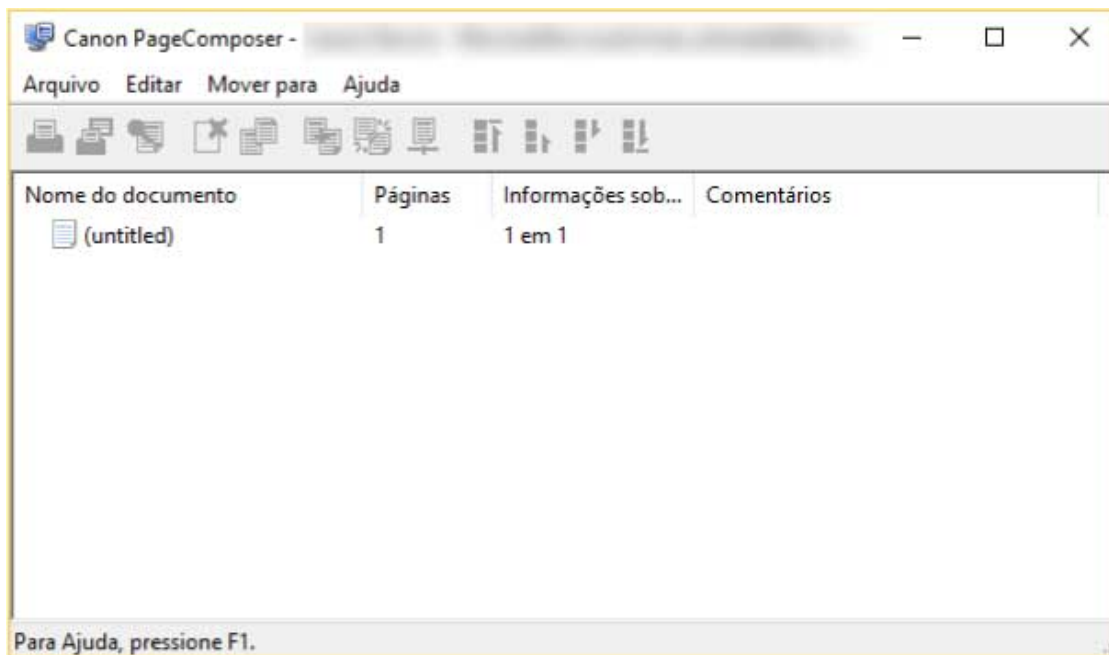 Canon PageComposer -
Arquivo Editar Mover para Ajuda
Nome do documento Páginas Informações sob... Comentários
(untitled) 1 1 em 1
Para Ajuda, pressione F1.